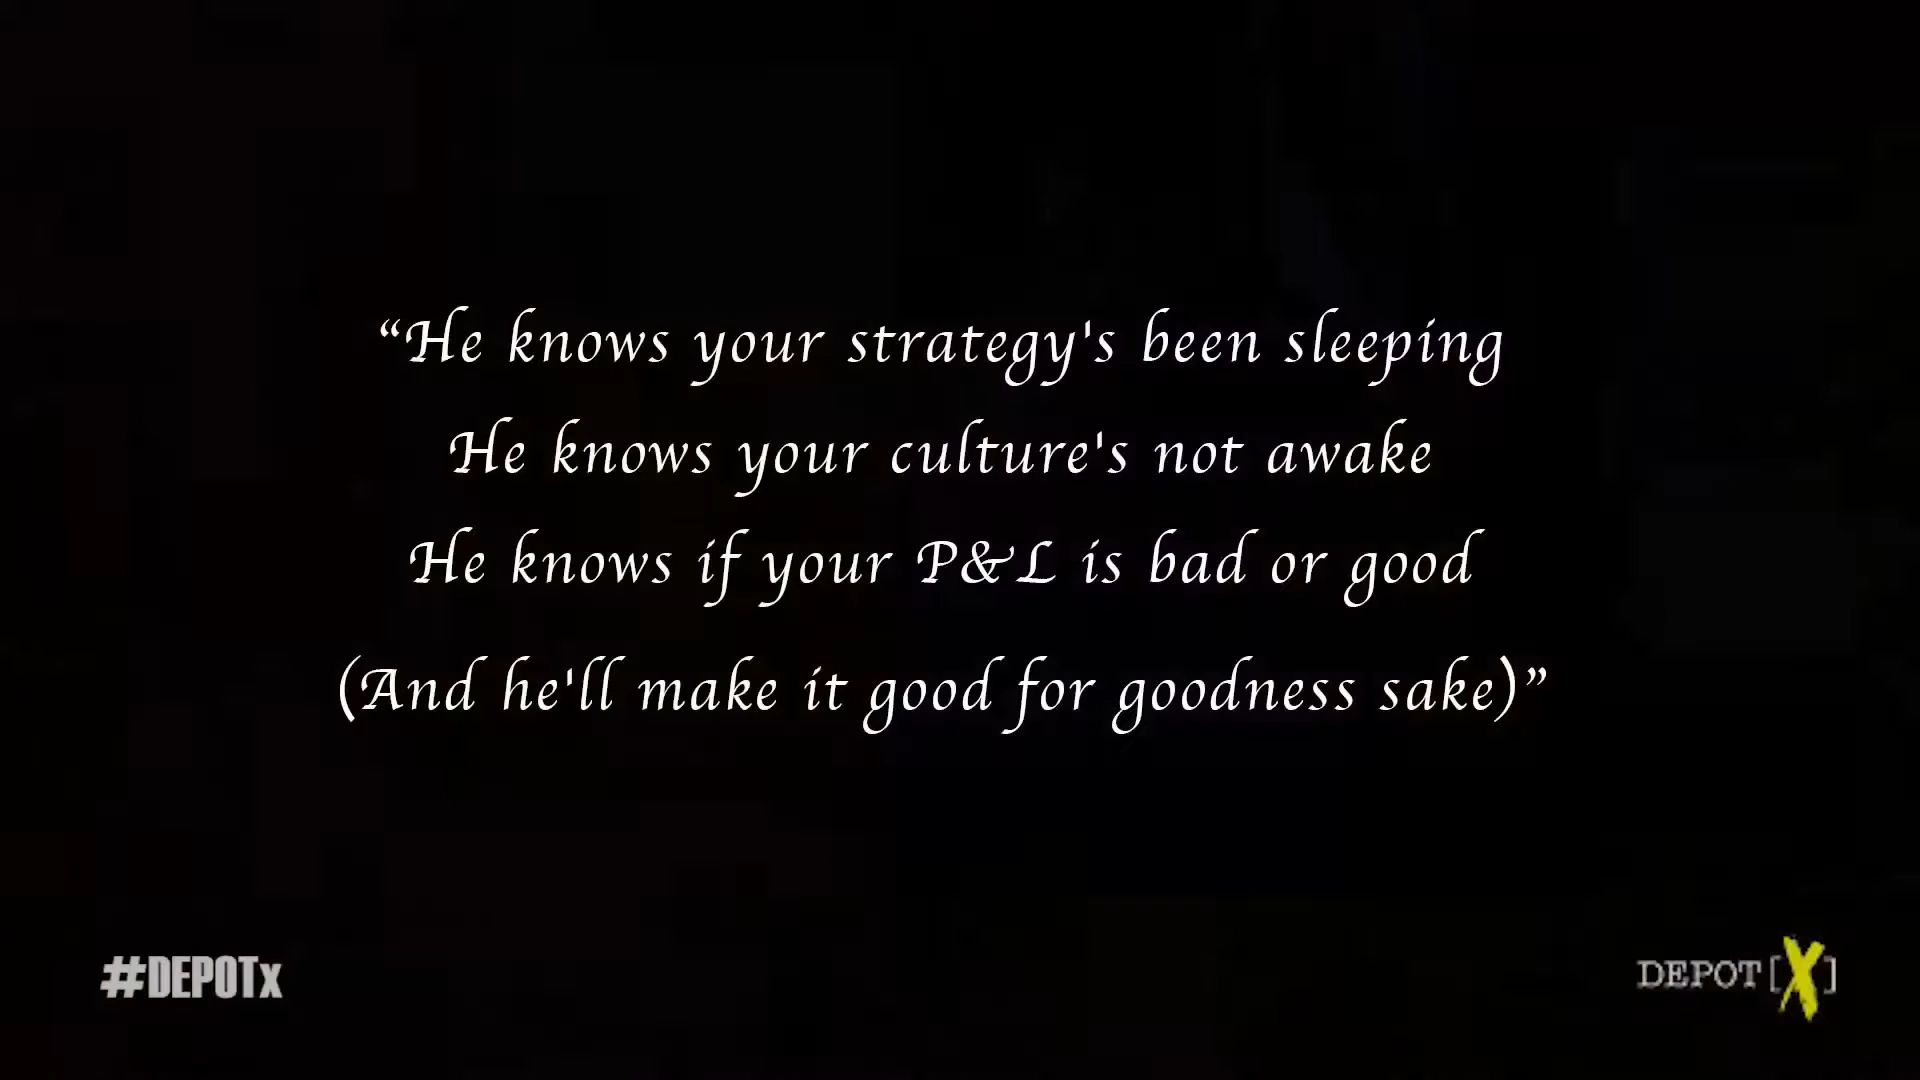 “He knows your strategy's been sleeping
He knows your culture's not awake
He knows if your P&L is bad or good
(And he'll make it good for goodness sake)”
#DEPOTx
DEPOT[X]